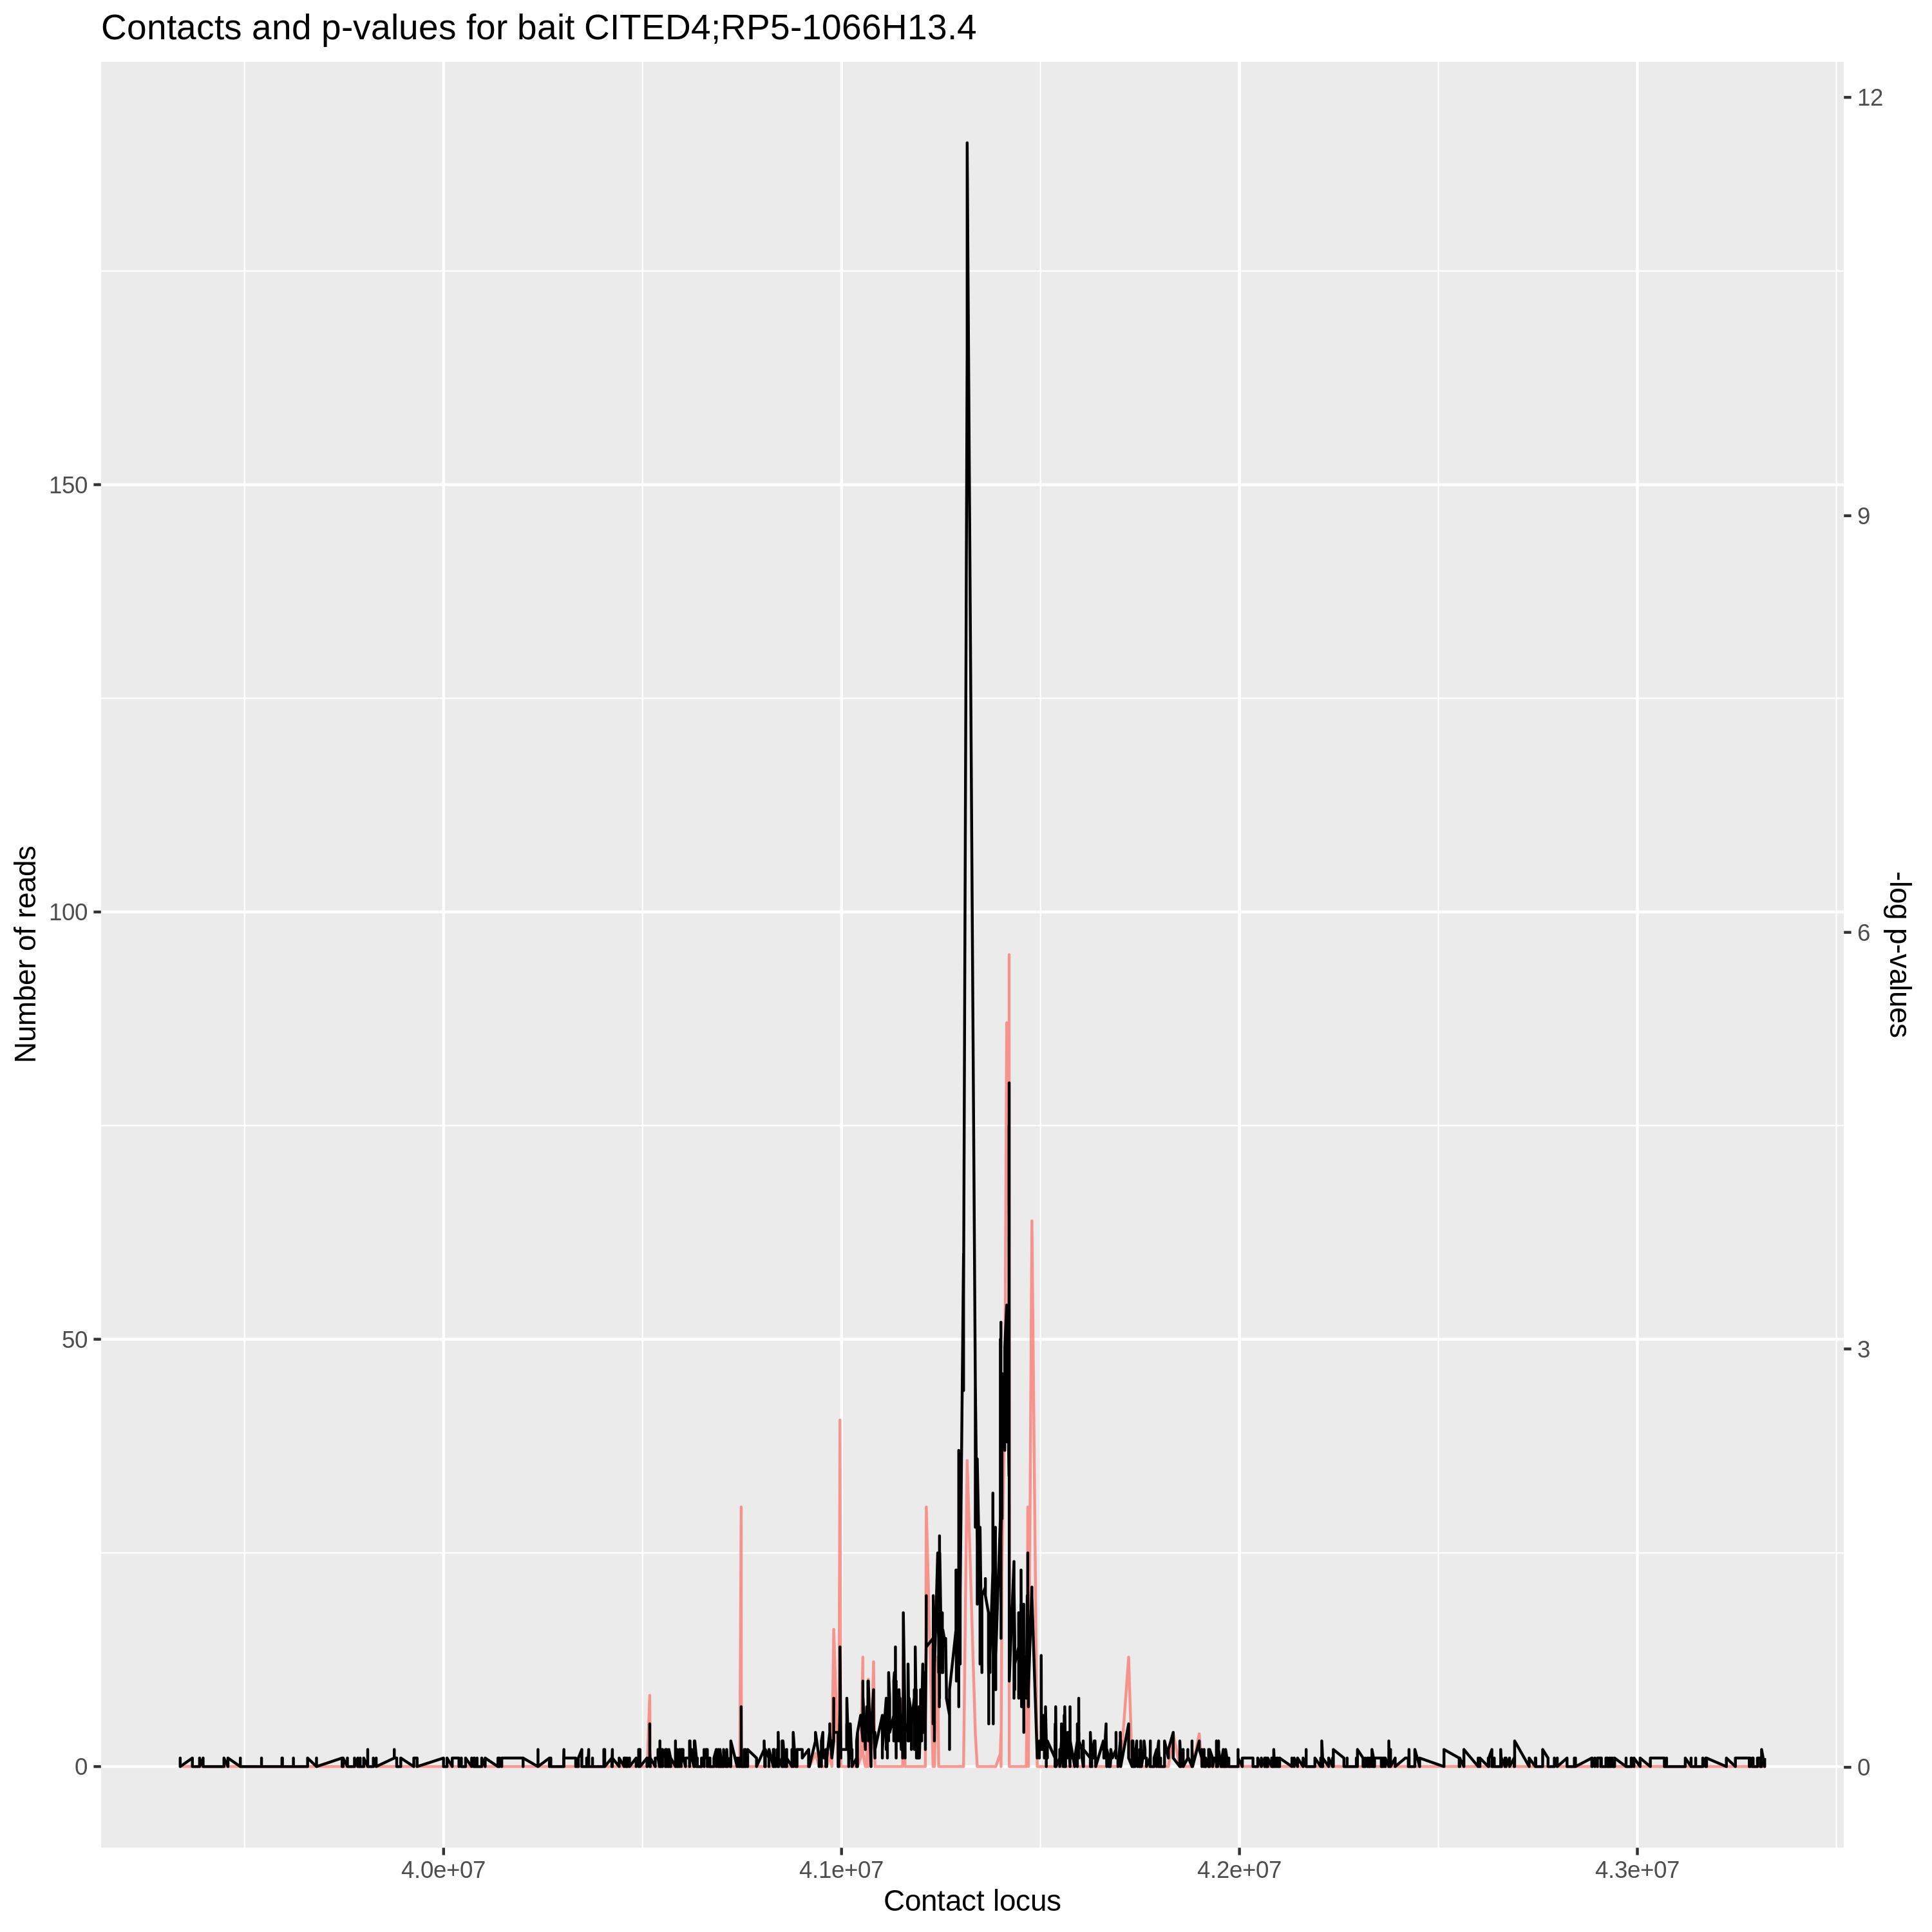 Contacts and p-values for bait CITED4;RP5-1066H13.4
12
150
9
100
6
Number of reads
-log p-values
50
3
0
0
4.0e+07
4.1e+07
4.2e+07
4.3e+07
Contact locus